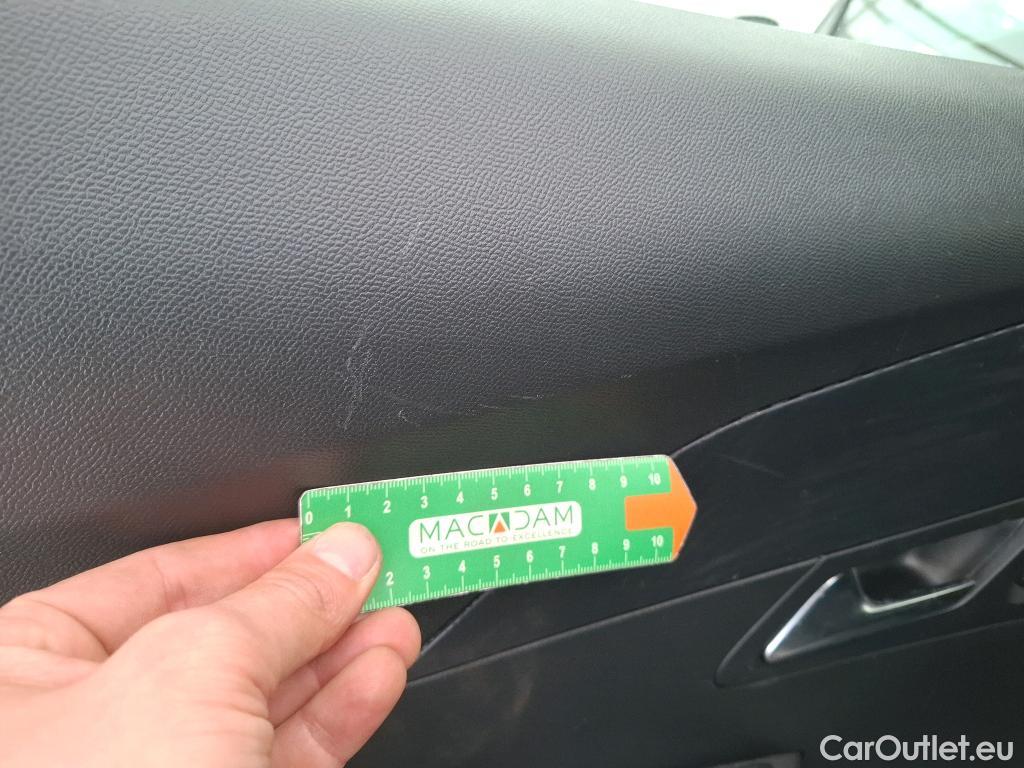 0 1 2 3 4 5 6 7 8 9 10
MACADAM
ON THE ROAD TO EXCELLENCE
2 3 4 5 6 7 8 9 10
CarOutlet.eu